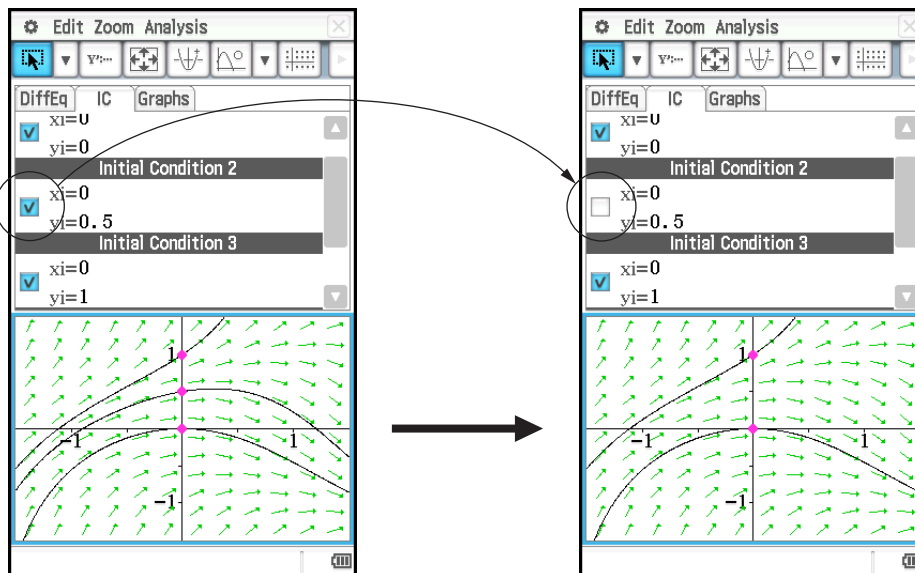 Edit Zoom Analysis
Y':···
DiffEq IC Graphs
xi=0
yi=0
Initial Condition 2
xi=0
yi=0.5
Initial Condition 3
xi=0
yi=1
1
-1 1
-1
Edit Zoom Analysis
Y':···
DiffEq IC Graphs
xi=0
yi=0
Initial Condition 2
xi=0
yi=0.5
Initial Condition 3
xi=0
yi=1
1
-1 1
-1